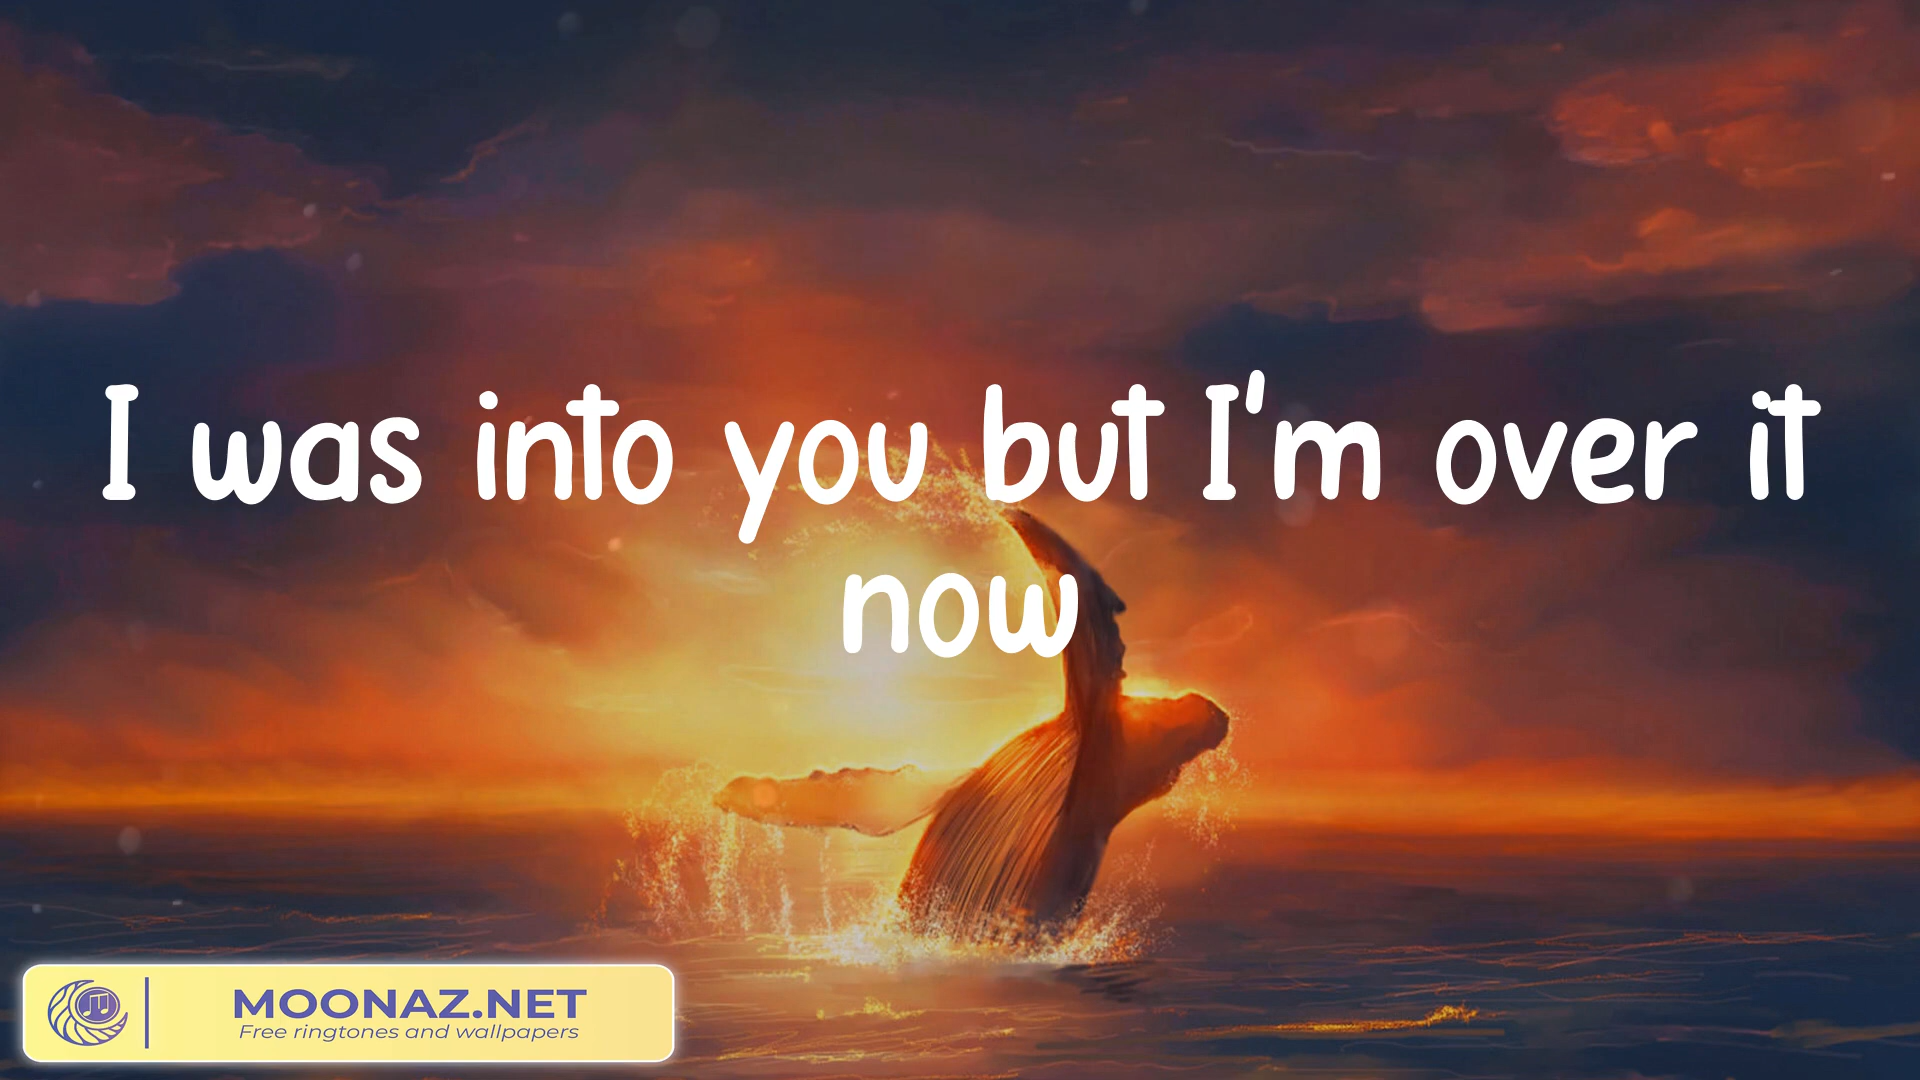 I was into you but I'm over it
now
MOONAZ.NET
Free ringtones and wallpapers